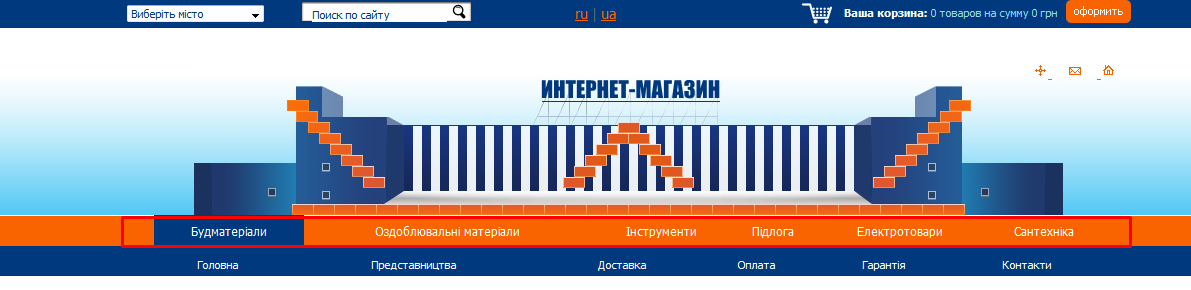 Виберіть місто Поиск по сайту ru | ua Ваша корзина: 0 товаров на сумму 0 грн оформить
ИНТЕРНЕТ-МАГАЗИН
Будматеріали Оздоблювальні матеріали Інструменти Підлога Електротовари Сантехніка
Головна Представництва Доставка Оплата Гарантія Контакти